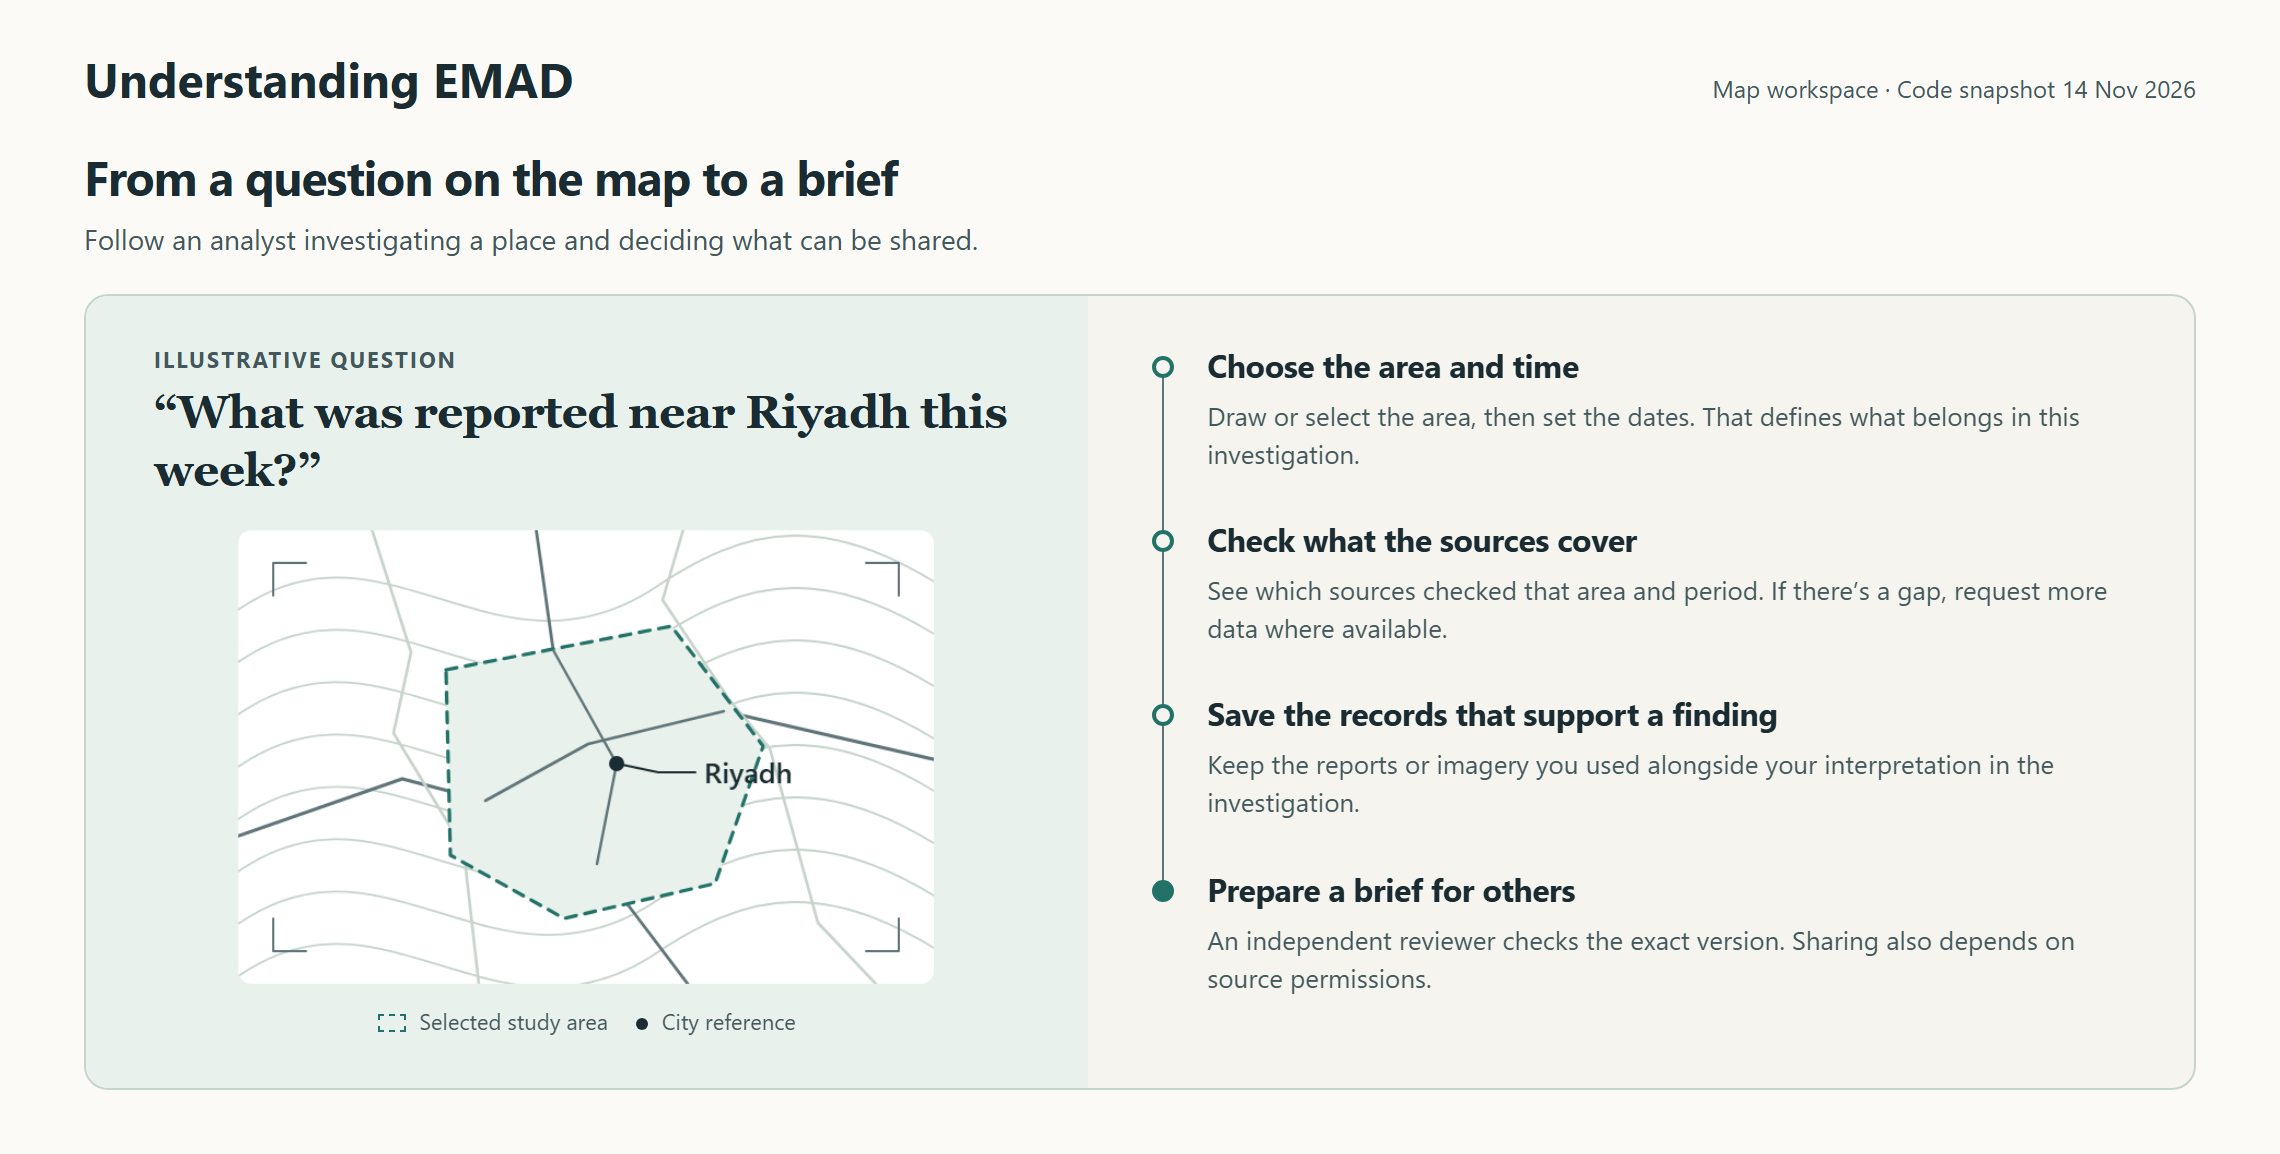 Understanding EMAD
Map workspace · Code snapshot 14 Nov 2026
From a question on the map to a brief
Follow an analyst investigating a place and deciding what can be shared.
ILLUSTRATIVE QUESTION
“What was reported near Riyadh this
week?”
Riyadh
Selected study area
City reference
Choose the area and time
Draw or select the area, then set the dates. That defines what belongs in this
investigation.
Check what the sources cover
See which sources checked that area and period. If there’s a gap, request more
data where available.
Save the records that support a finding
Keep the reports or imagery you used alongside your interpretation in the
investigation.
Prepare a brief for others
An independent reviewer checks the exact version. Sharing also depends on
source permissions.